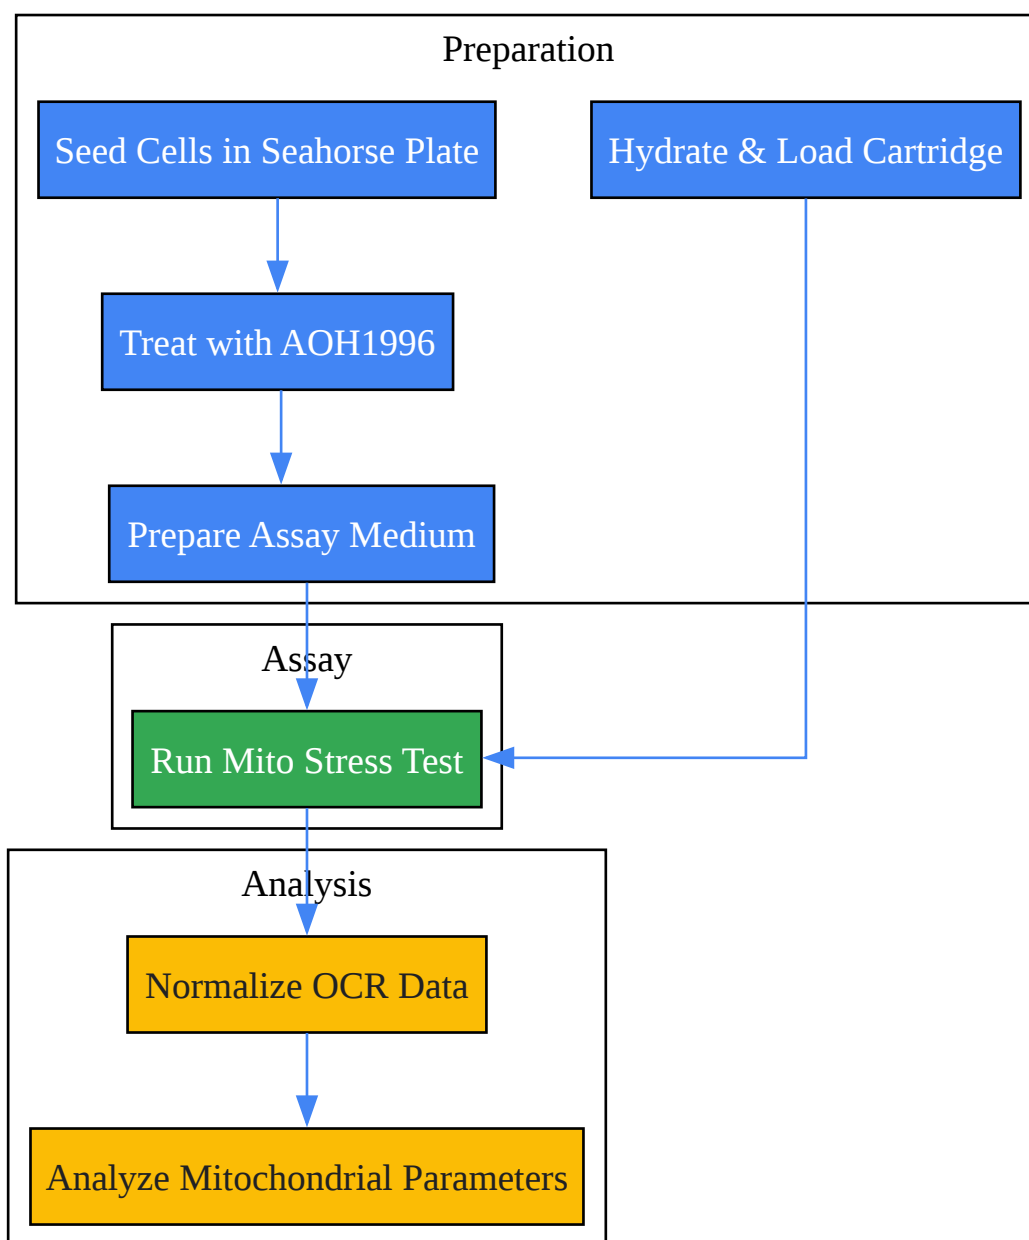 Preparation
Seed Cells in Seahorse Plate
Hydrate & Load Cartridge
Treat with AOH1996
Prepare Assay Medium
Assay
Run Mito Stress Test
Analysis
Normalize OCR Data
Analyze Mitochondrial Parameters